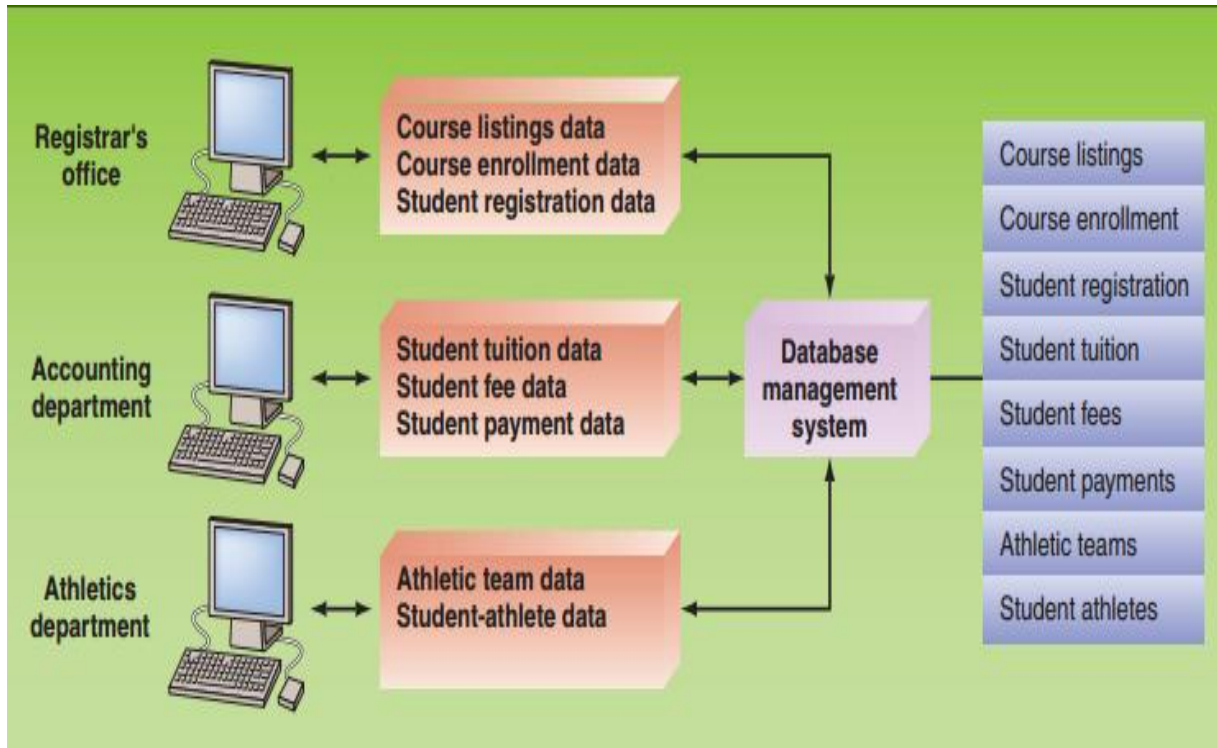 Registrar's
office
Course listings data
Course enrollment data
Student registration data
Accounting
department
Student tuition data
Student fee data
Student payment data
Athletics
department
Athletic team data
Student-athlete data
Database
management
system
Course listings
Course enrollment
Student registration
Student tuition
Student fees
Student payments
Athletic teams
Student athletes